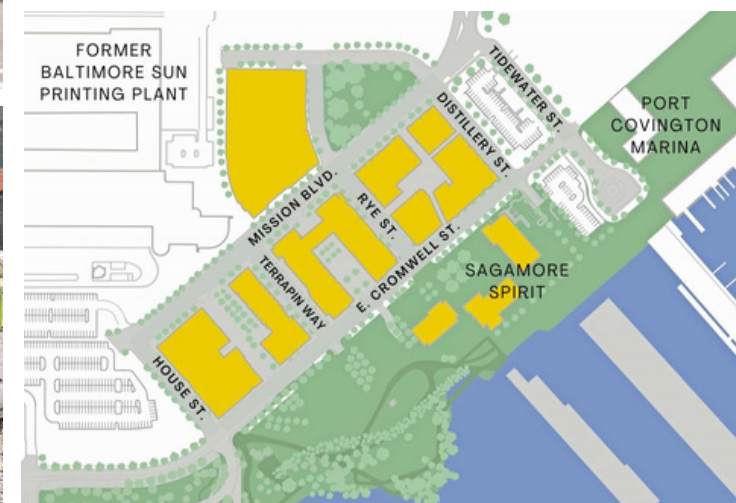 FORMER
BALTIMORE SUN
PRINTING PLANT
TIDEWATER ST.
DISTILLERY ST.
PORT
COVINGTON
MARINA
MISSION BLVD.
RYE ST.
E. CROMWELL ST.
TERRAPIN WAY
SAGAMORE
SPIRIT
HOUSE ST.